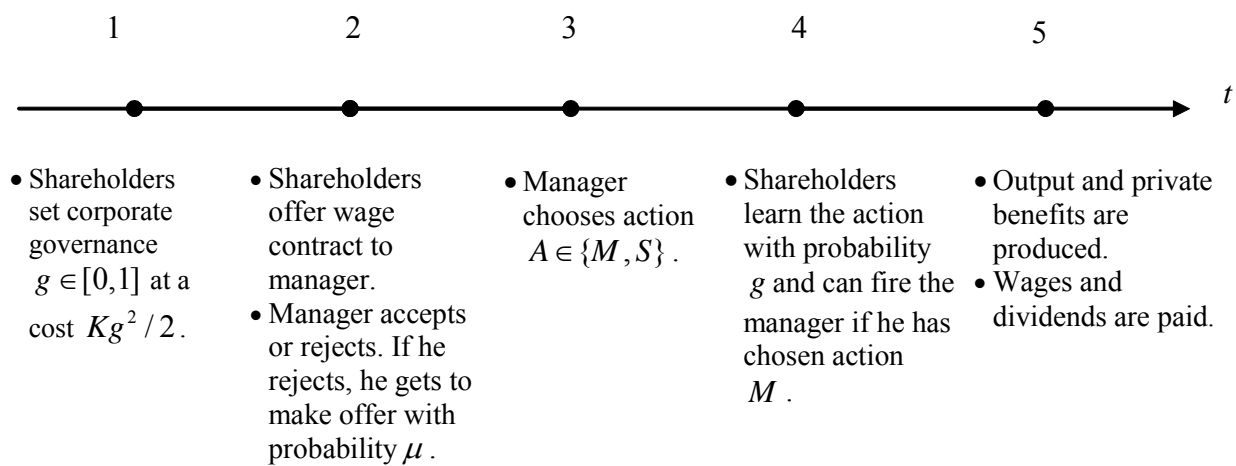 1 2 3 4 5
t
• Shareholders
set corporate
governance
g ∈ [0,1] at a
cost Kg² / 2 .
• Shareholders
offer wage
contract to
manager.
• Manager accepts
or rejects. If he
rejects, he gets to
make offer with
probability μ .
• Manager
chooses action
A ∈ {M , S} .
• Shareholders
learn the action
with probability
g and can fire the
manager if he has
chosen action
M .
• Output and private
benefits are
produced.
• Wages and
dividends are paid.